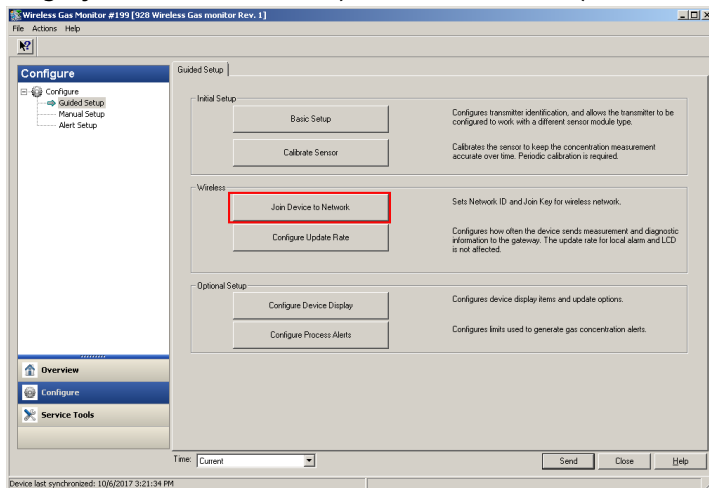 Wireless Gas Monitor #199 [928 Wireless Gas monitor Rev. 1]
File Actions Help
Configure
Configure
Guided Setup
Manual Setup
Alert Setup
Overview
Configure
Service Tools
Guided Setup
Initial Setup
Basic Setup
Configures transmitter identification, and allows the transmitter to be
configured to work with a different sensor module type.
Calibrate Sensor
Calibrates the sensor to keep the concentration measurement
accurate over time. Periodic calibration is required.
Wireless
Join Device to Network
Sets Network ID and Join Key for wireless network.
Configure Update Rate
Configures how often the device sends measurement and diagnostic
information to the gateway. The update rate for local alarm and LCD
is not affected.
Optional Setup
Configure Device Display
Configures device display items and update options.
Configure Process Alerts
Configures limits used to generate gas concentration alerts.
Time: Current
Send Close Help
Device last synchronized: 10/6/2017 3:21:34 PM